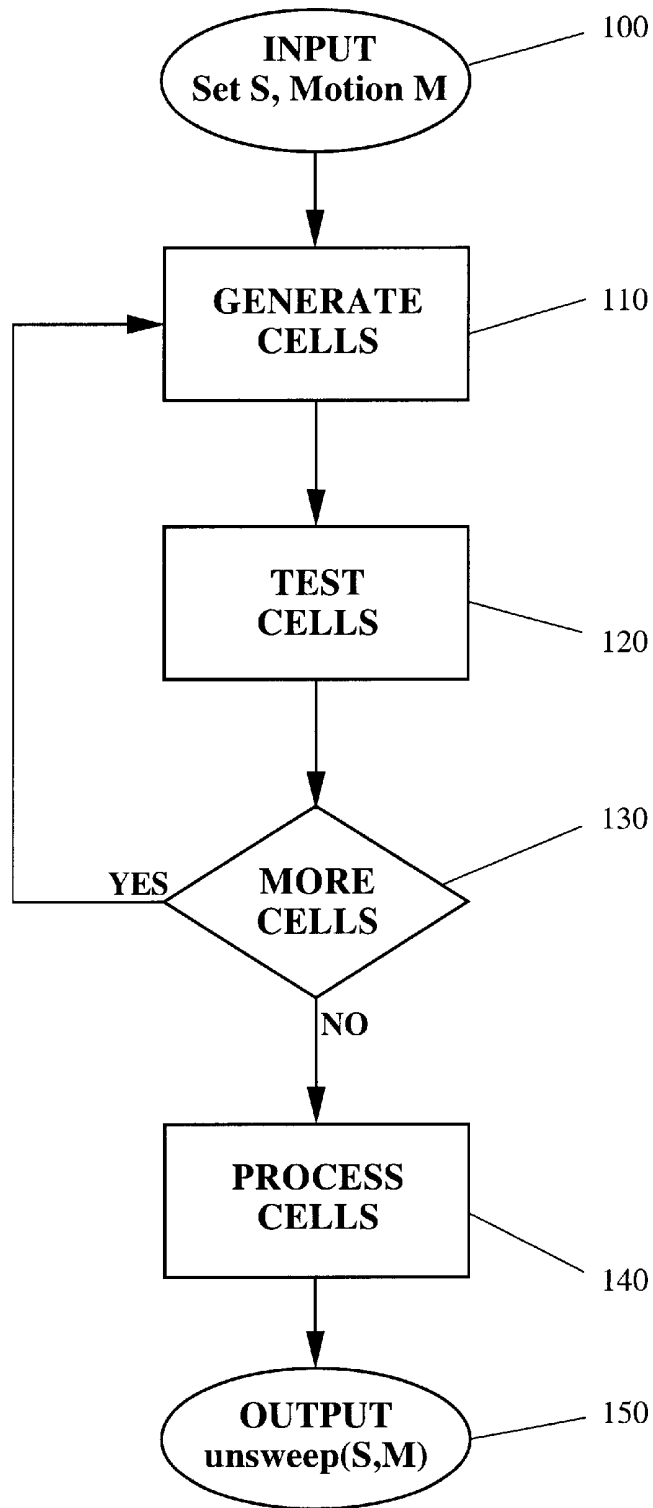 INPUT
Set S, Motion M
100
GENERATE
CELLS
110
TEST
CELLS
120
130
YES
MORE
CELLS
NO
PROCESS
CELLS
140
OUTPUT
unsweep(S,M)
150